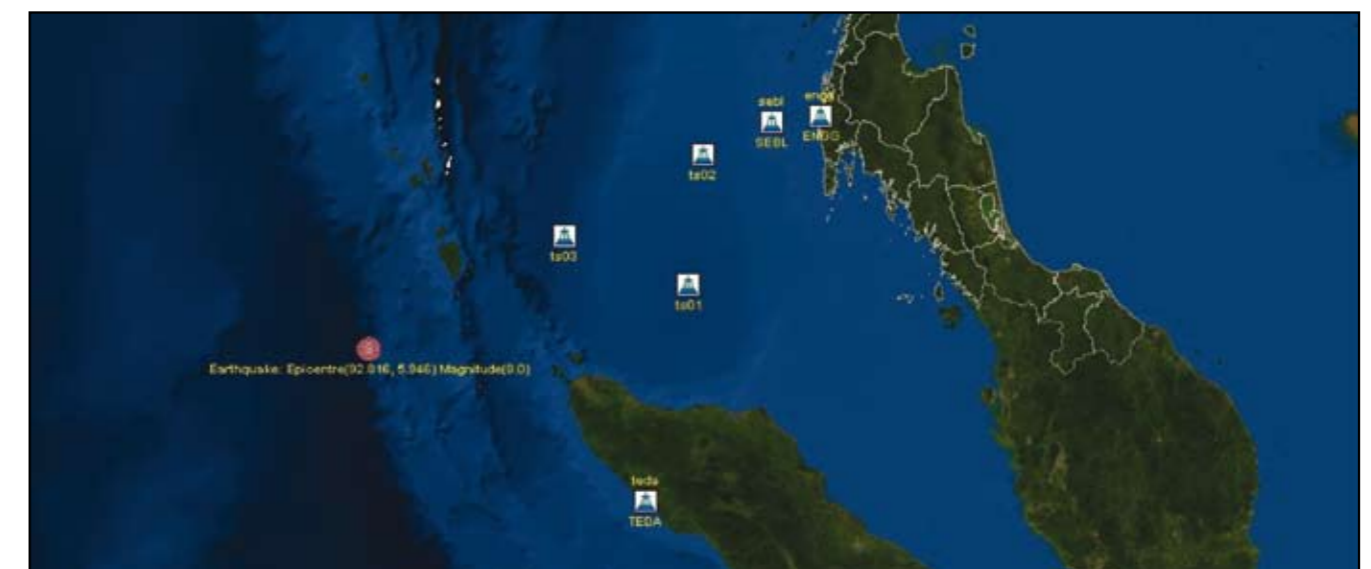 sebl
engg
SEBL
ENGG
ts02
ts03
ts01
Earthquake: Epicentre(92.816, 5.946) Magnitude(9.0)
teda
TEDA